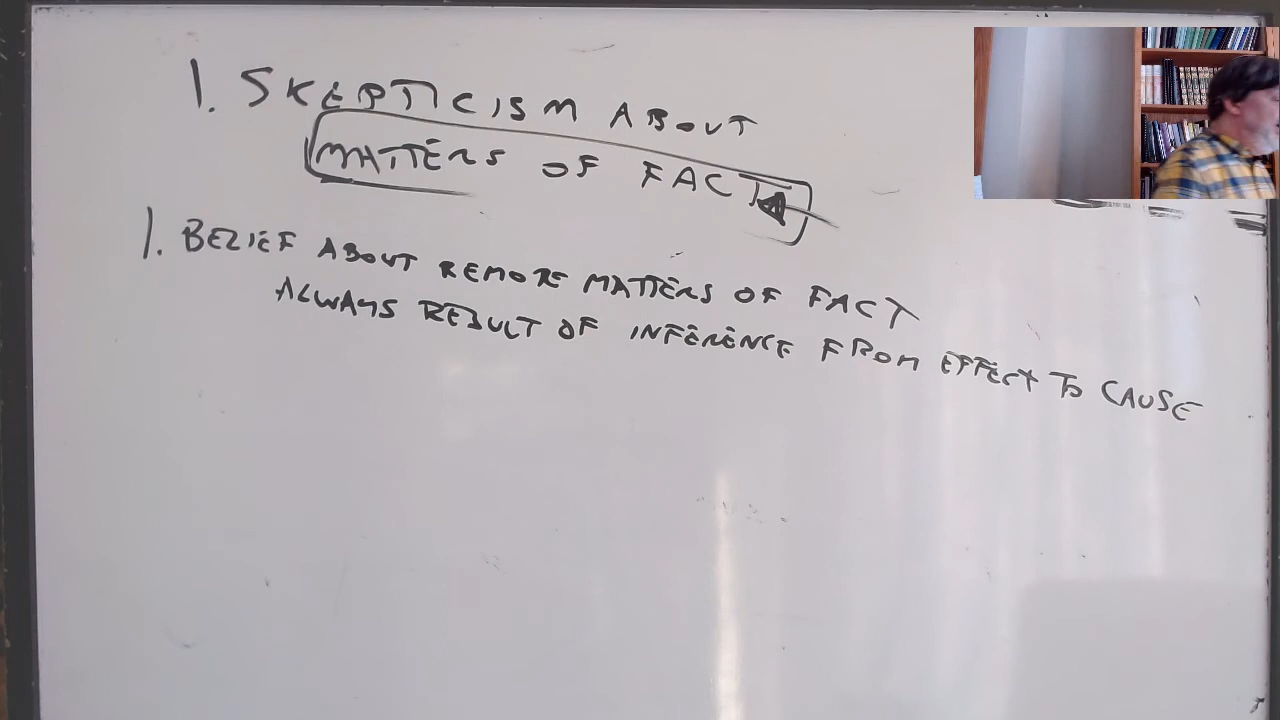 1. SKEPTICISM ABOUT
MATTERS OF FACT
1. BELIEF ABOUT REMOTE MATTERS OF FACT
ALWAYS RESULT OF INFERENCE FROM EFFECT TO CAUSE